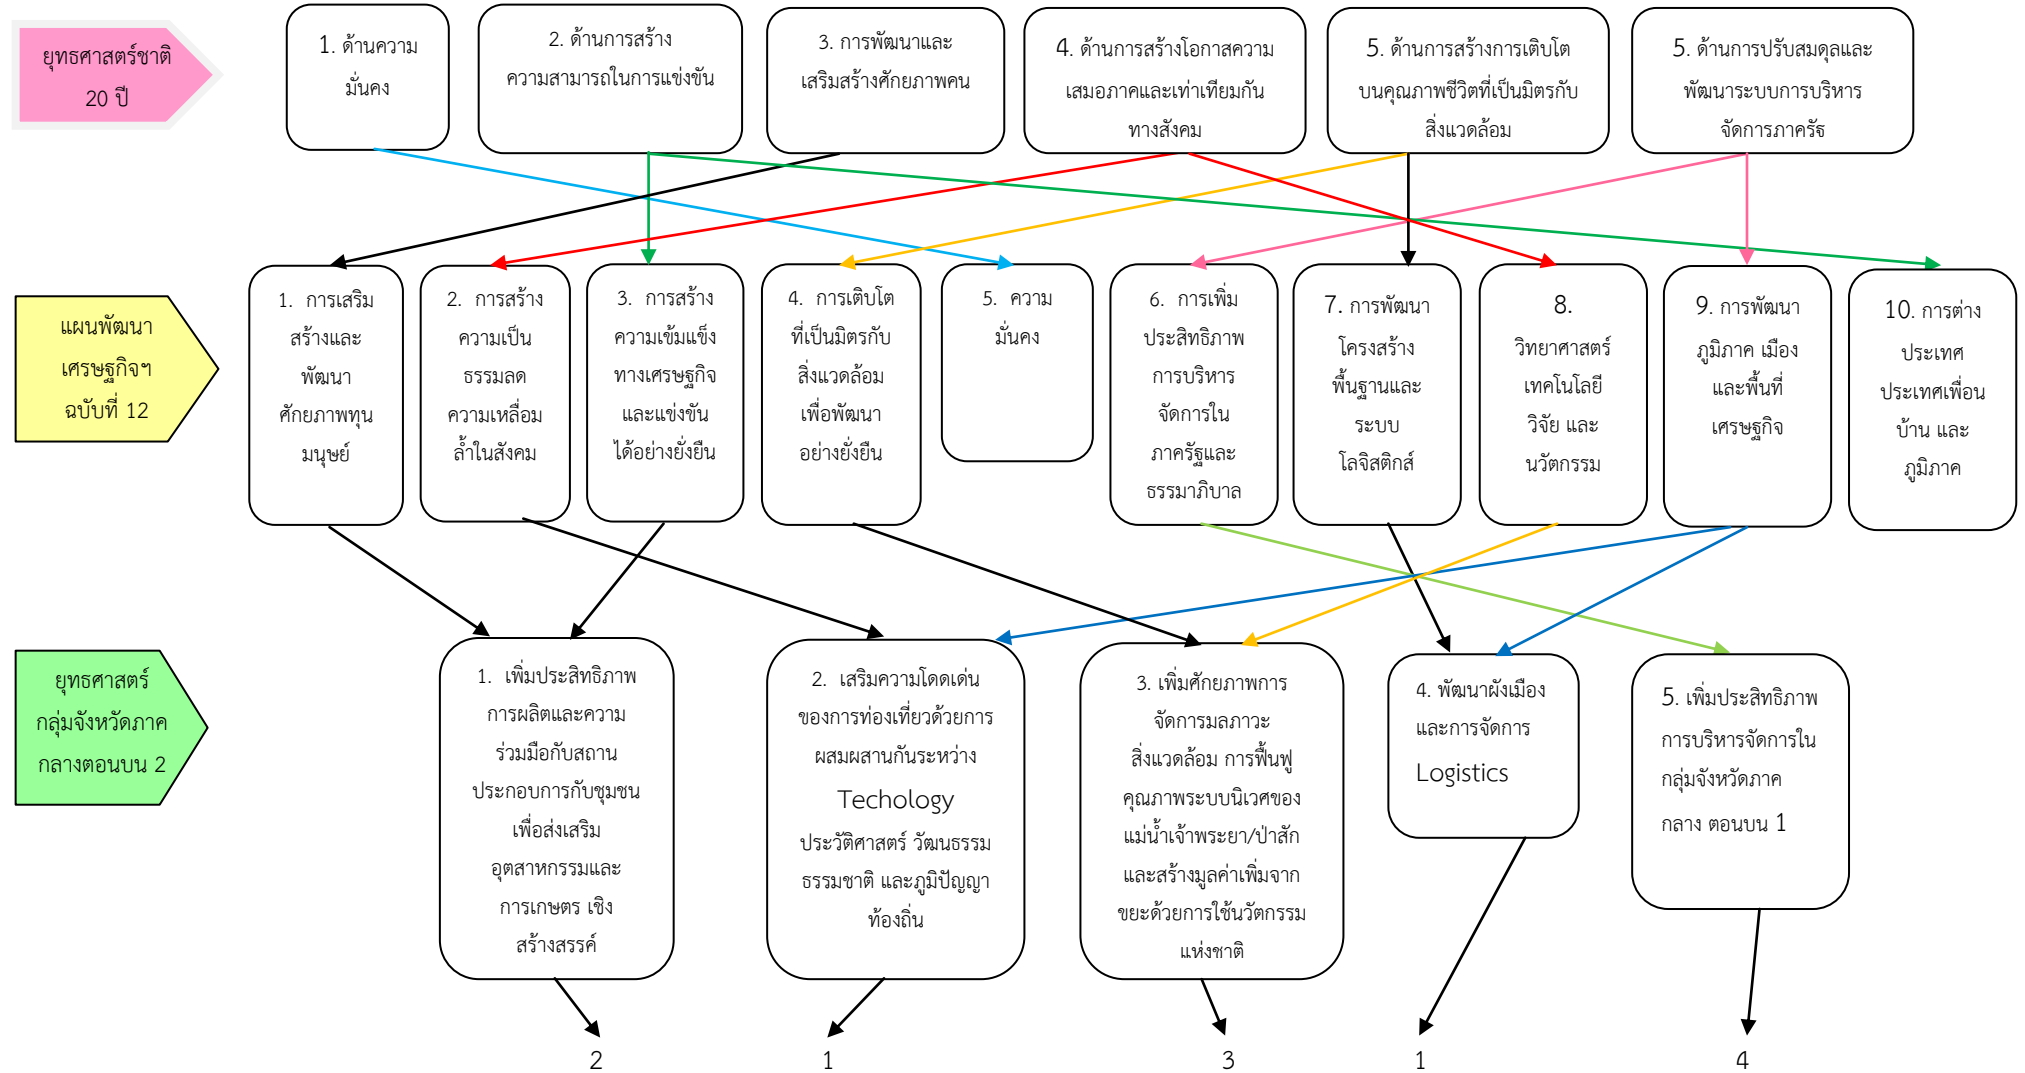 ยุทธศาสตร์ชาติ
20 ปี
1. ด้านความ
มั่นคง
2. ด้านการสร้าง
ความสามารถในการแข่งขัน
3. การพัฒนาและ
เสริมสร้างศักยภาพคน
4. ด้านการสร้างโอกาสความ
เสมอภาคและเท่าเทียมกัน
ทางสังคม
5. ด้านการสร้างการเติบโต
บนคุณภาพชีวิตที่เป็นมิตรกับ
สิ่งแวดล้อม
5. ด้านการปรับสมดุลและ
พัฒนาระบบการบริหาร
จัดการภาครัฐ
แผนพัฒนา
เศรษฐกิจฯ
ฉบับที่ 12
1. การเสริม
สร้างและ
พัฒนา
ศักยภาพทุน
มนุษย์
2. การสร้าง
ความเป็น
ธรรมลด
ความเหลื่อม
ล้ำในสังคม
3. การสร้าง
ความเข้มแข็ง
ทางเศรษฐกิจ
และแข่งขัน
ได้อย่างยั่งยืน
4. การเติบโต
ที่เป็นมิตรกับ
สิ่งแวดล้อม
เพื่อพัฒนา
อย่างยั่งยืน
5. ความ
มั่นคง
6. การเพิ่ม
ประสิทธิภาพ
การบริหาร
จัดการใน
ภาครัฐและ
ธรรมาภิบาล
7. การพัฒนา
โครงสร้าง
พื้นฐานและ
ระบบ
โลจิสติกส์
8.
วิทยาศาสตร์
เทคโนโลยี
วิจัย และ
นวัตกรรม
9. การพัฒนา
ภูมิภาค เมือง
และพื้นที่
เศรษฐกิจ
10. การต่าง
ประเทศ
ประเทศเพื่อน
บ้าน และ
ภูมิภาค
ยุทธศาสตร์
กลุ่มจังหวัดภาค
กลางตอนบน 2
1. เพิ่มประสิทธิภาพ
การผลิตและความ
ร่วมมือกับสถาน
ประกอบการกับชุมชน
เพื่อส่งเสริม
อุตสาหกรรมและ
การเกษตร เชิง
สร้างสรรค์
2. เสริมความโดดเด่น
ของการท่องเที่ยวด้วยการ
ผสมผสานกันระหว่าง
Techology
ประวัติศาสตร์ วัฒนธรรม
ธรรมชาติ และภูมิปัญญา
ท้องถิ่น
3. เพิ่มศักยภาพการ
จัดการมลภาวะ
สิ่งแวดล้อม การฟื้นฟู
คุณภาพระบบนิเวศของ
แม่น้ำเจ้าพระยา/ป่าสัก
และสร้างมูลค่าเพิ่มจาก
ขยะด้วยการใช้นวัตกรรม
แห่งชาติ
4. พัฒนาผังเมือง
และการจัดการ
Logistics
5. เพิ่มประสิทธิภาพ
การบริหารจัดการใน
กลุ่มจังหวัดภาค
กลาง ตอนบน 1
2
1
3
1
4